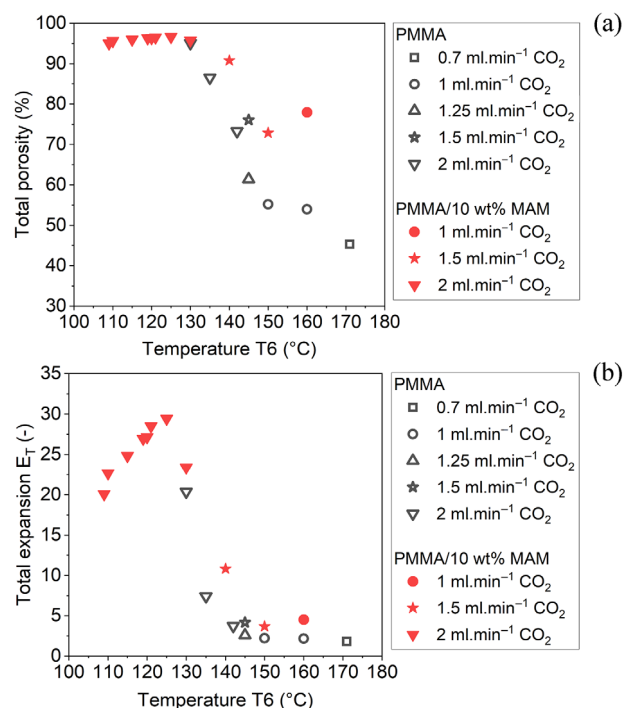 (a)
100
90
80
70
60
50
40
30
Total porosity (%)
100 110 120 130 140 150 160 170 180
Temperature T6 (°C)
PMMA
0.7 ml.min⁻¹ CO₂
1 ml.min⁻¹ CO₂
1.25 ml.min⁻¹ CO₂
1.5 ml.min⁻¹ CO₂
2 ml.min⁻¹ CO₂
PMMA/10 wt% MAM
1 ml.min⁻¹ CO₂
1.5 ml.min⁻¹ CO₂
2 ml.min⁻¹ CO₂
(b)
35
30
25
20
15
10
5
0
Total expansion E_T (-)
100 110 120 130 140 150 160 170 180
Temperature T6 (°C)
PMMA
0.7 ml.min⁻¹ CO₂
1 ml.min⁻¹ CO₂
1.25 ml.min⁻¹ CO₂
1.5 ml.min⁻¹ CO₂
2 ml.min⁻¹ CO₂
PMMA/10 wt% MAM
1 ml.min⁻¹ CO₂
1.5 ml.min⁻¹ CO₂
2 ml.min⁻¹ CO₂